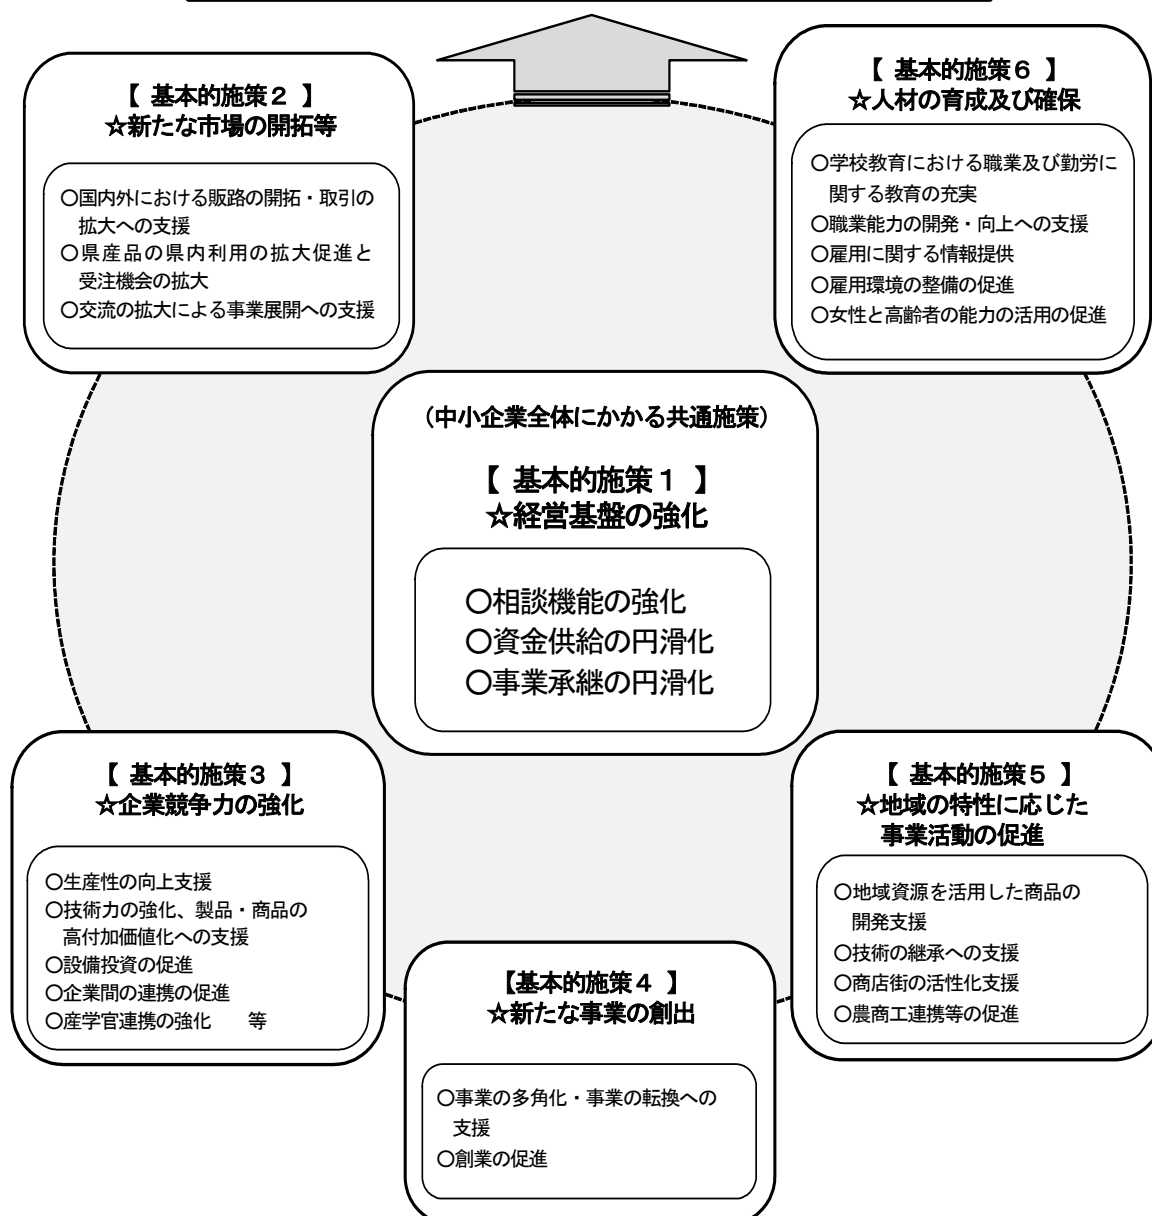 【 基本的施策２ 】
☆新たな市場の開拓等
○国内外における販路の開拓・取引の
拡大への支援
○県産品の県内利用の拡大促進と
受注機会の拡大
○交流の拡大による事業展開への支援
【 基本的施策６ 】
☆人材の育成及び確保
○学校教育における職業及び勤労に
関する教育の充実
○職業能力の開発・向上への支援
○雇用に関する情報提供
○雇用環境の整備の促進
○女性と高齢者の能力の活用の促進
（中小企業全体にかかる共通施策）
【 基本的施策１ 】
☆経営基盤の強化
○相談機能の強化
○資金供給の円滑化
○事業承継の円滑化
【 基本的施策３ 】
☆企業競争力の強化
○生産性の向上支援
○技術力の強化、製品・商品の
高付加価値化への支援
○設備投資の促進
○企業間の連携の促進
○産学官連携の強化　　等
【基本的施策４ 】
☆新たな事業の創出
○事業の多角化・事業の転換への
支援
○創業の促進
【 基本的施策５ 】
☆地域の特性に応じた
事業活動の促進
○地域資源を活用した商品の
開発支援
○技術の継承への支援
○商店街の活性化支援
○農商工連携等の促進